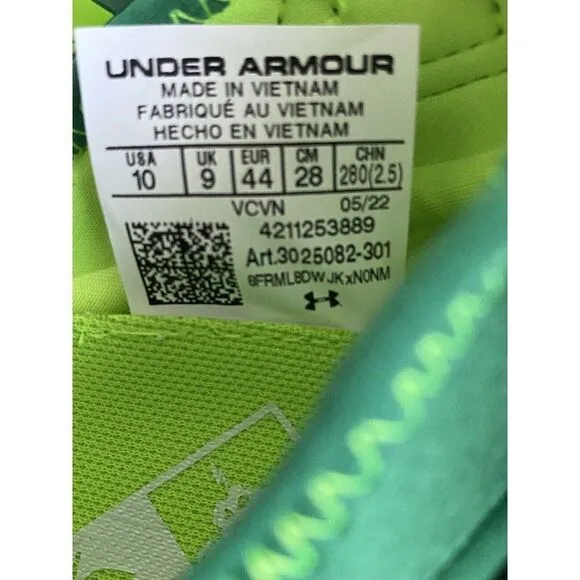 UNDER ARMOUR
MADE IN VIETNAM
FABRIQUÉ AU VIETNAM
HECHO EN VIETNAM
USA UK EUR CM CHN
10 9 44 28 280(2.5)
VCVN 05/22
4211253889
Art.3025082-301